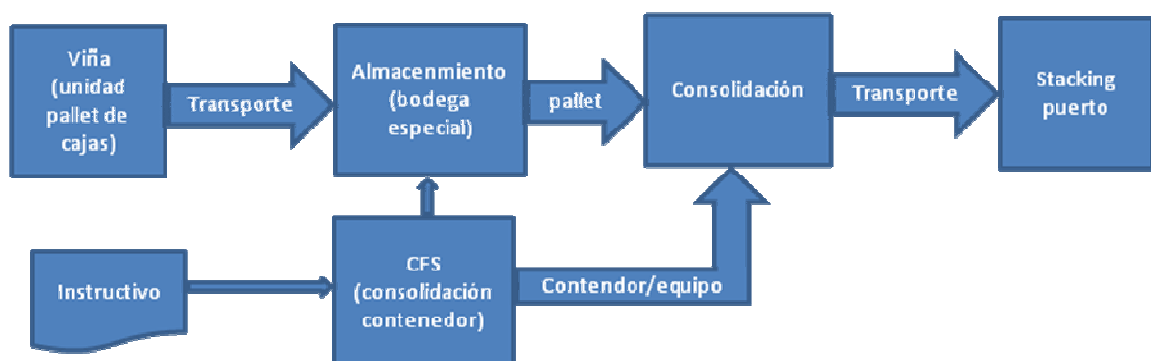 Viña
(unidad
pallet de
cajas)
Transporte
Almacenmiento
(bodega
especial)
pallet
Consolidación
Transporte
Stacking
puerto
Instructivo
CFS
(consolidación
contenedor)
Contendor/equipo